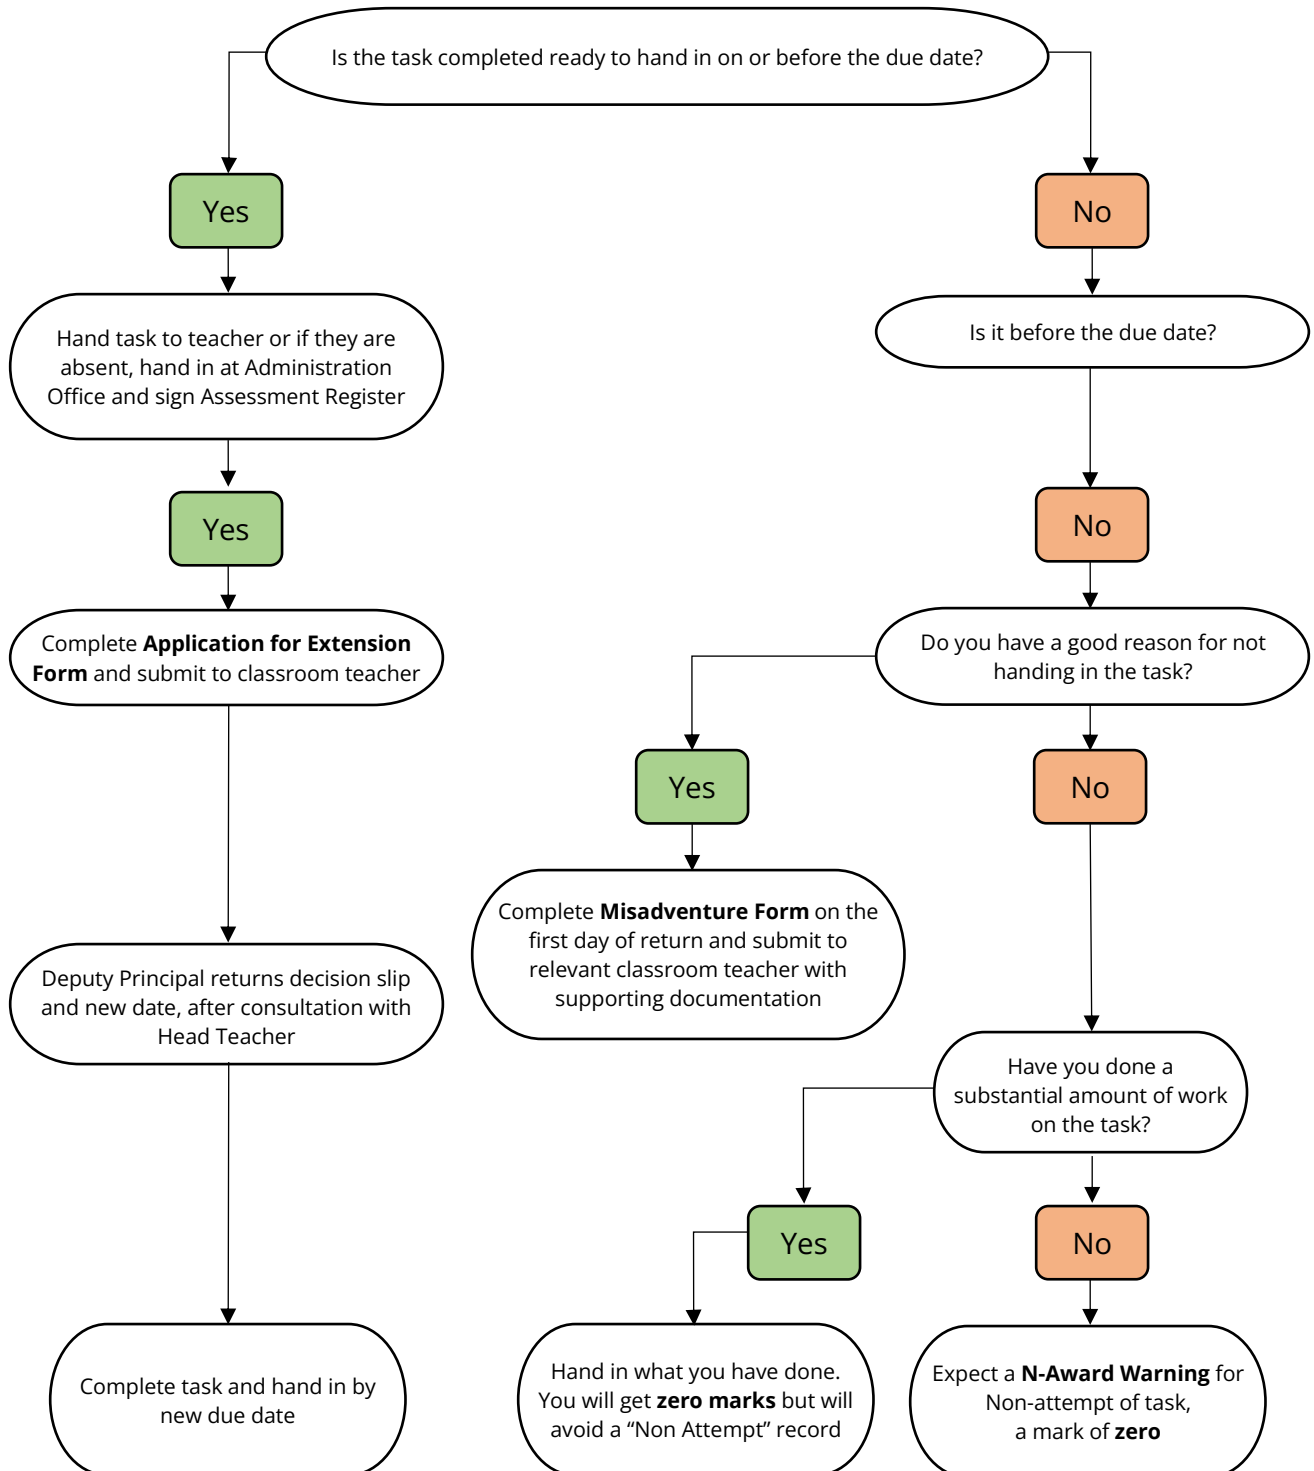 Is the task completed ready to hand in on or before the due date?
Yes
No
Hand task to teacher or if they are
absent, hand in at Administration
Office and sign Assessment Register
Is it before the due date?
Yes
No
Complete Application for Extension
Form and submit to classroom teacher
Do you have a good reason for not
handing in the task?
Yes
No
Complete Misadventure Form on the
first day of return and submit to
relevant classroom teacher with
supporting documentation
Deputy Principal returns decision slip
and new date, after consultation with
Head Teacher
Have you done a
substantial amount of work
on the task?
Yes
No
Complete task and hand in by
new due date
Hand in what you have done.
You will get zero marks but will
avoid a “Non Attempt” record
Expect a N-Award Warning for
Non-attempt of task,
a mark of zero